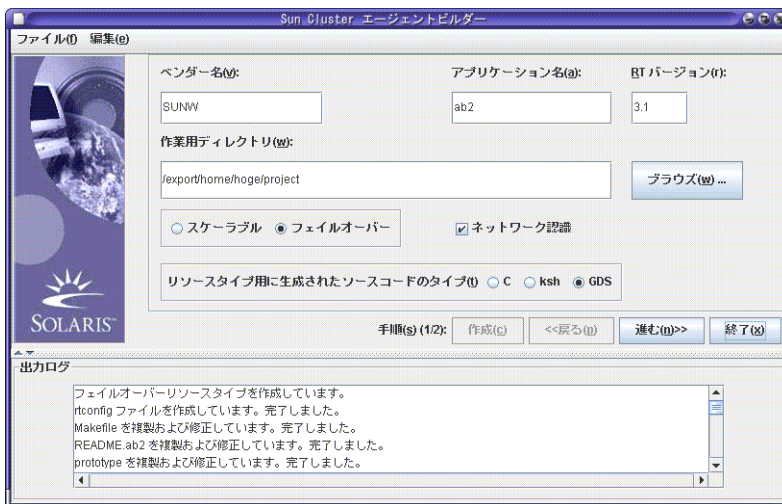 Sun Cluster エージェントビルダー
ファイル(f) 編集(e)
ベンダー名(v): アプリケーション名(a): RT バージョン(r):
SUNW ab2 3.1
作業用ディレクトリ(w):
/export/home/hoge/project ブラウズ(w) ...
スケーラブル フェイルオーバー ネットワーク認識
リソースタイプ用に生成されたソースコードのタイプ(t) C ksh GDS
SOLARIS™
手順(s) (1/2): 作成(c) <<戻る(p) 進む(n)>> 終了(x)
出力ログ
フェイルオーバーリソースタイプを作成しています。
rtconfig ファイルを作成しています。完了しました。
Makefile を複製および修正しています。完了しました。
README.ab2 を複製および修正しています。完了しました。
prototype を複製および修正しています。完了しました。